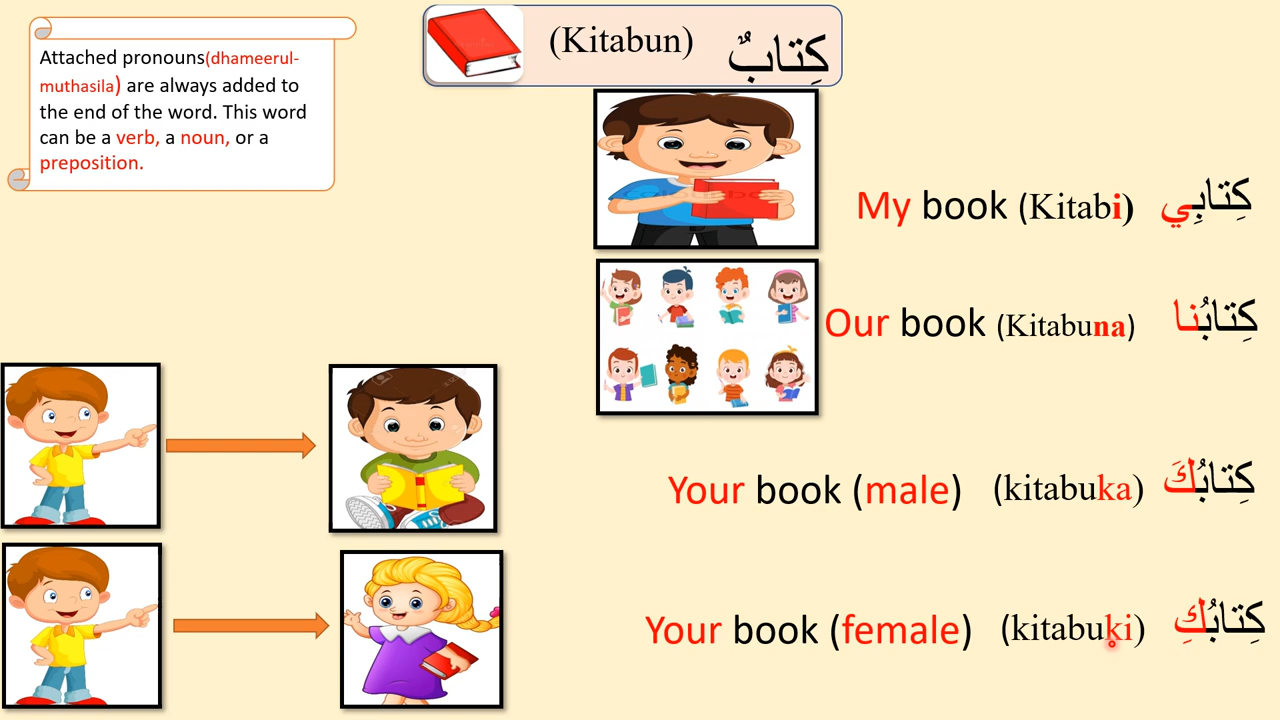 Attached pronouns(dhameerul-
muthasila) are always added to
the end of the word. This word
can be a verb, a noun, or a
preposition.
(Kitabun) كِتابٌ
My book (Kitabi) كِتابِي
Our book (Kitabuna) كِتابُنا
Your book (male) (kitabuka) كِتابُكَ
Your book (female) (kitabuki) كِتابُكِ